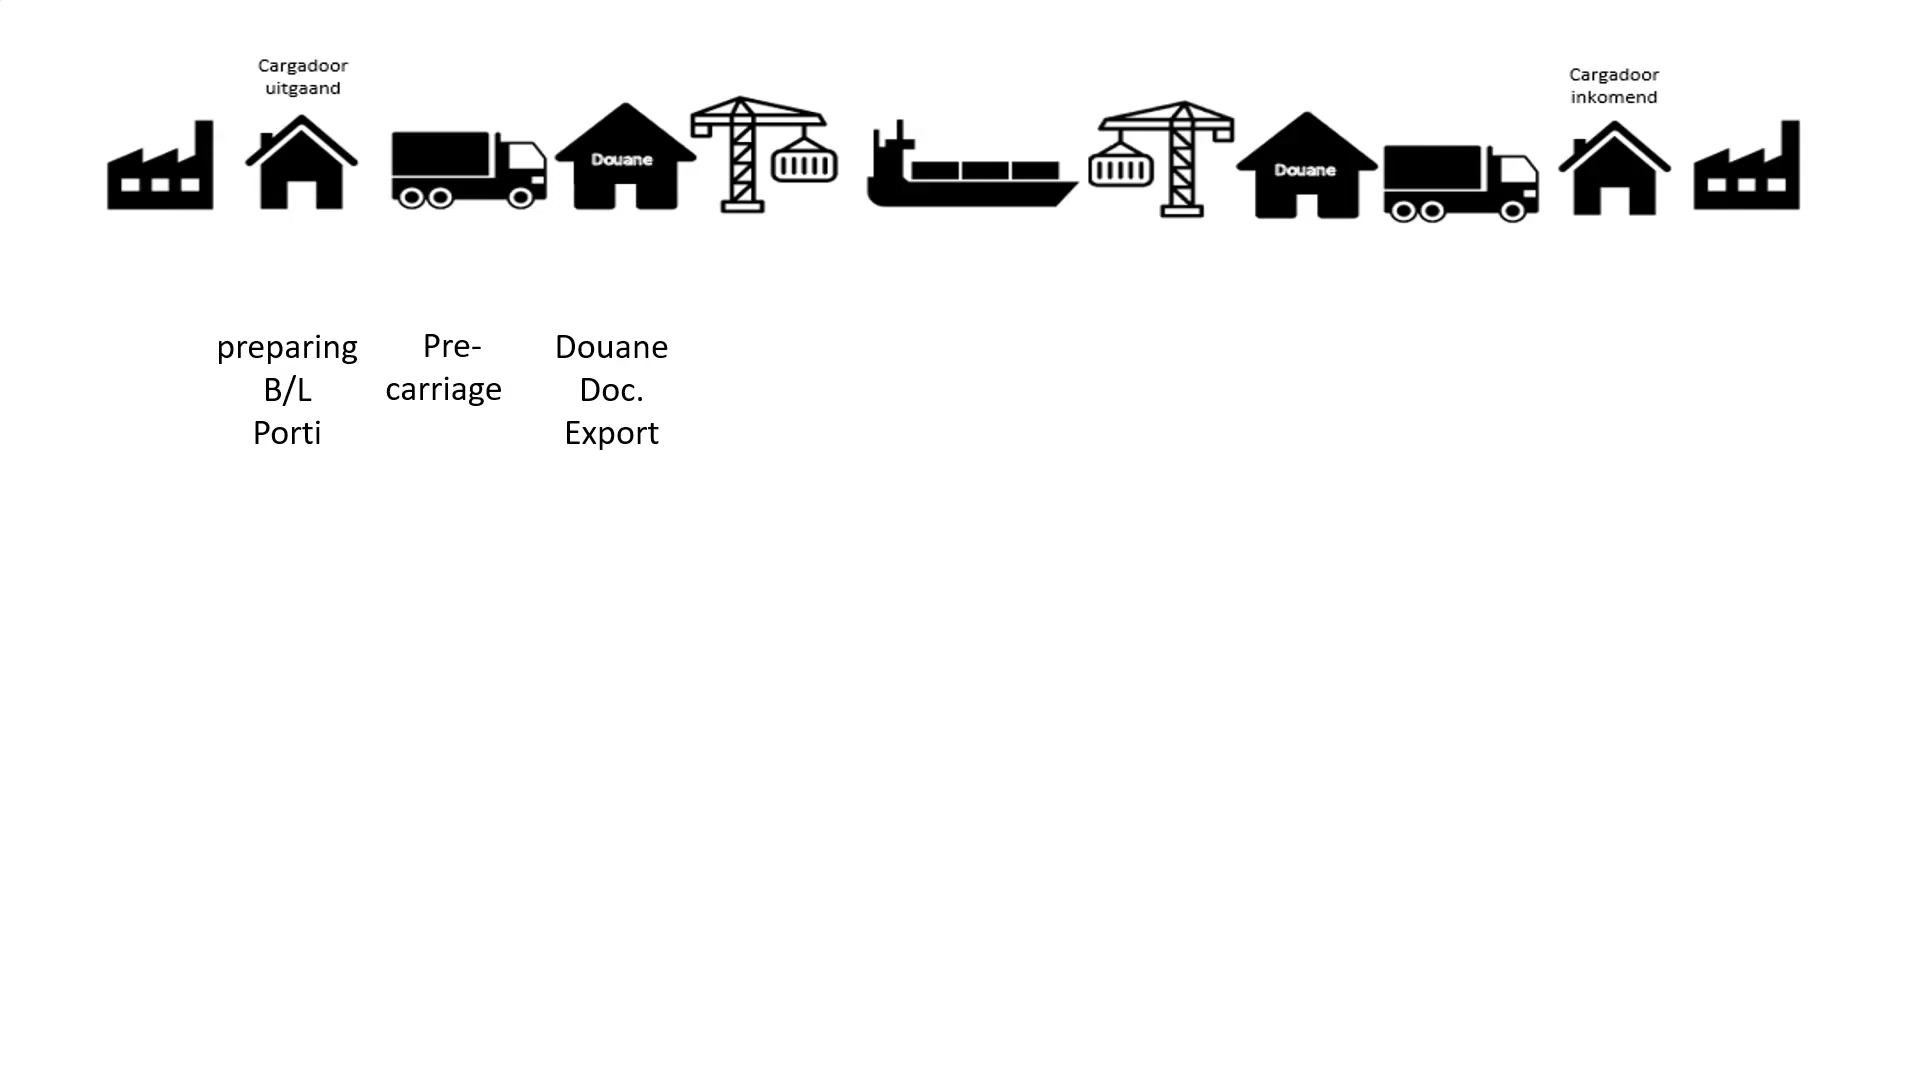 Cargadoor
uitgaand
Cargadoor
inkomend
Douane
Douane
preparing
B/L
Porti
Pre-
carriage
Douane
Doc.
Export